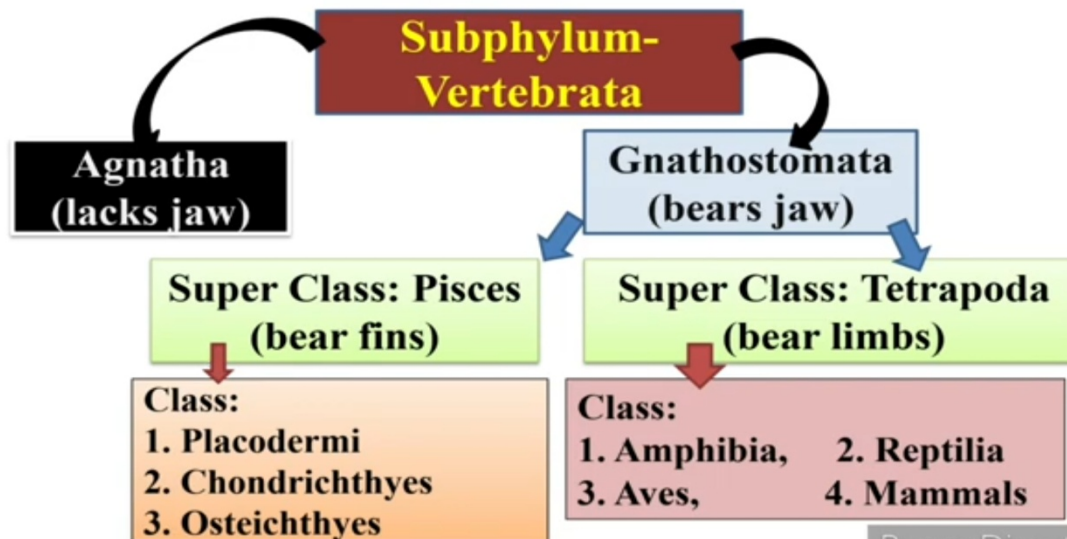 Subphylum-
Vertebrata
Agnatha
(lacks jaw)
Gnathostomata
(bears jaw)
Super Class: Pisces
(bear fins)
Super Class: Tetrapoda
(bear limbs)
Class:
1. Placodermi
2. Chondrichthyes
3. Osteichthyes
Class:
1. Amphibia, 2. Reptilia
3. Aves, 4. Mammals